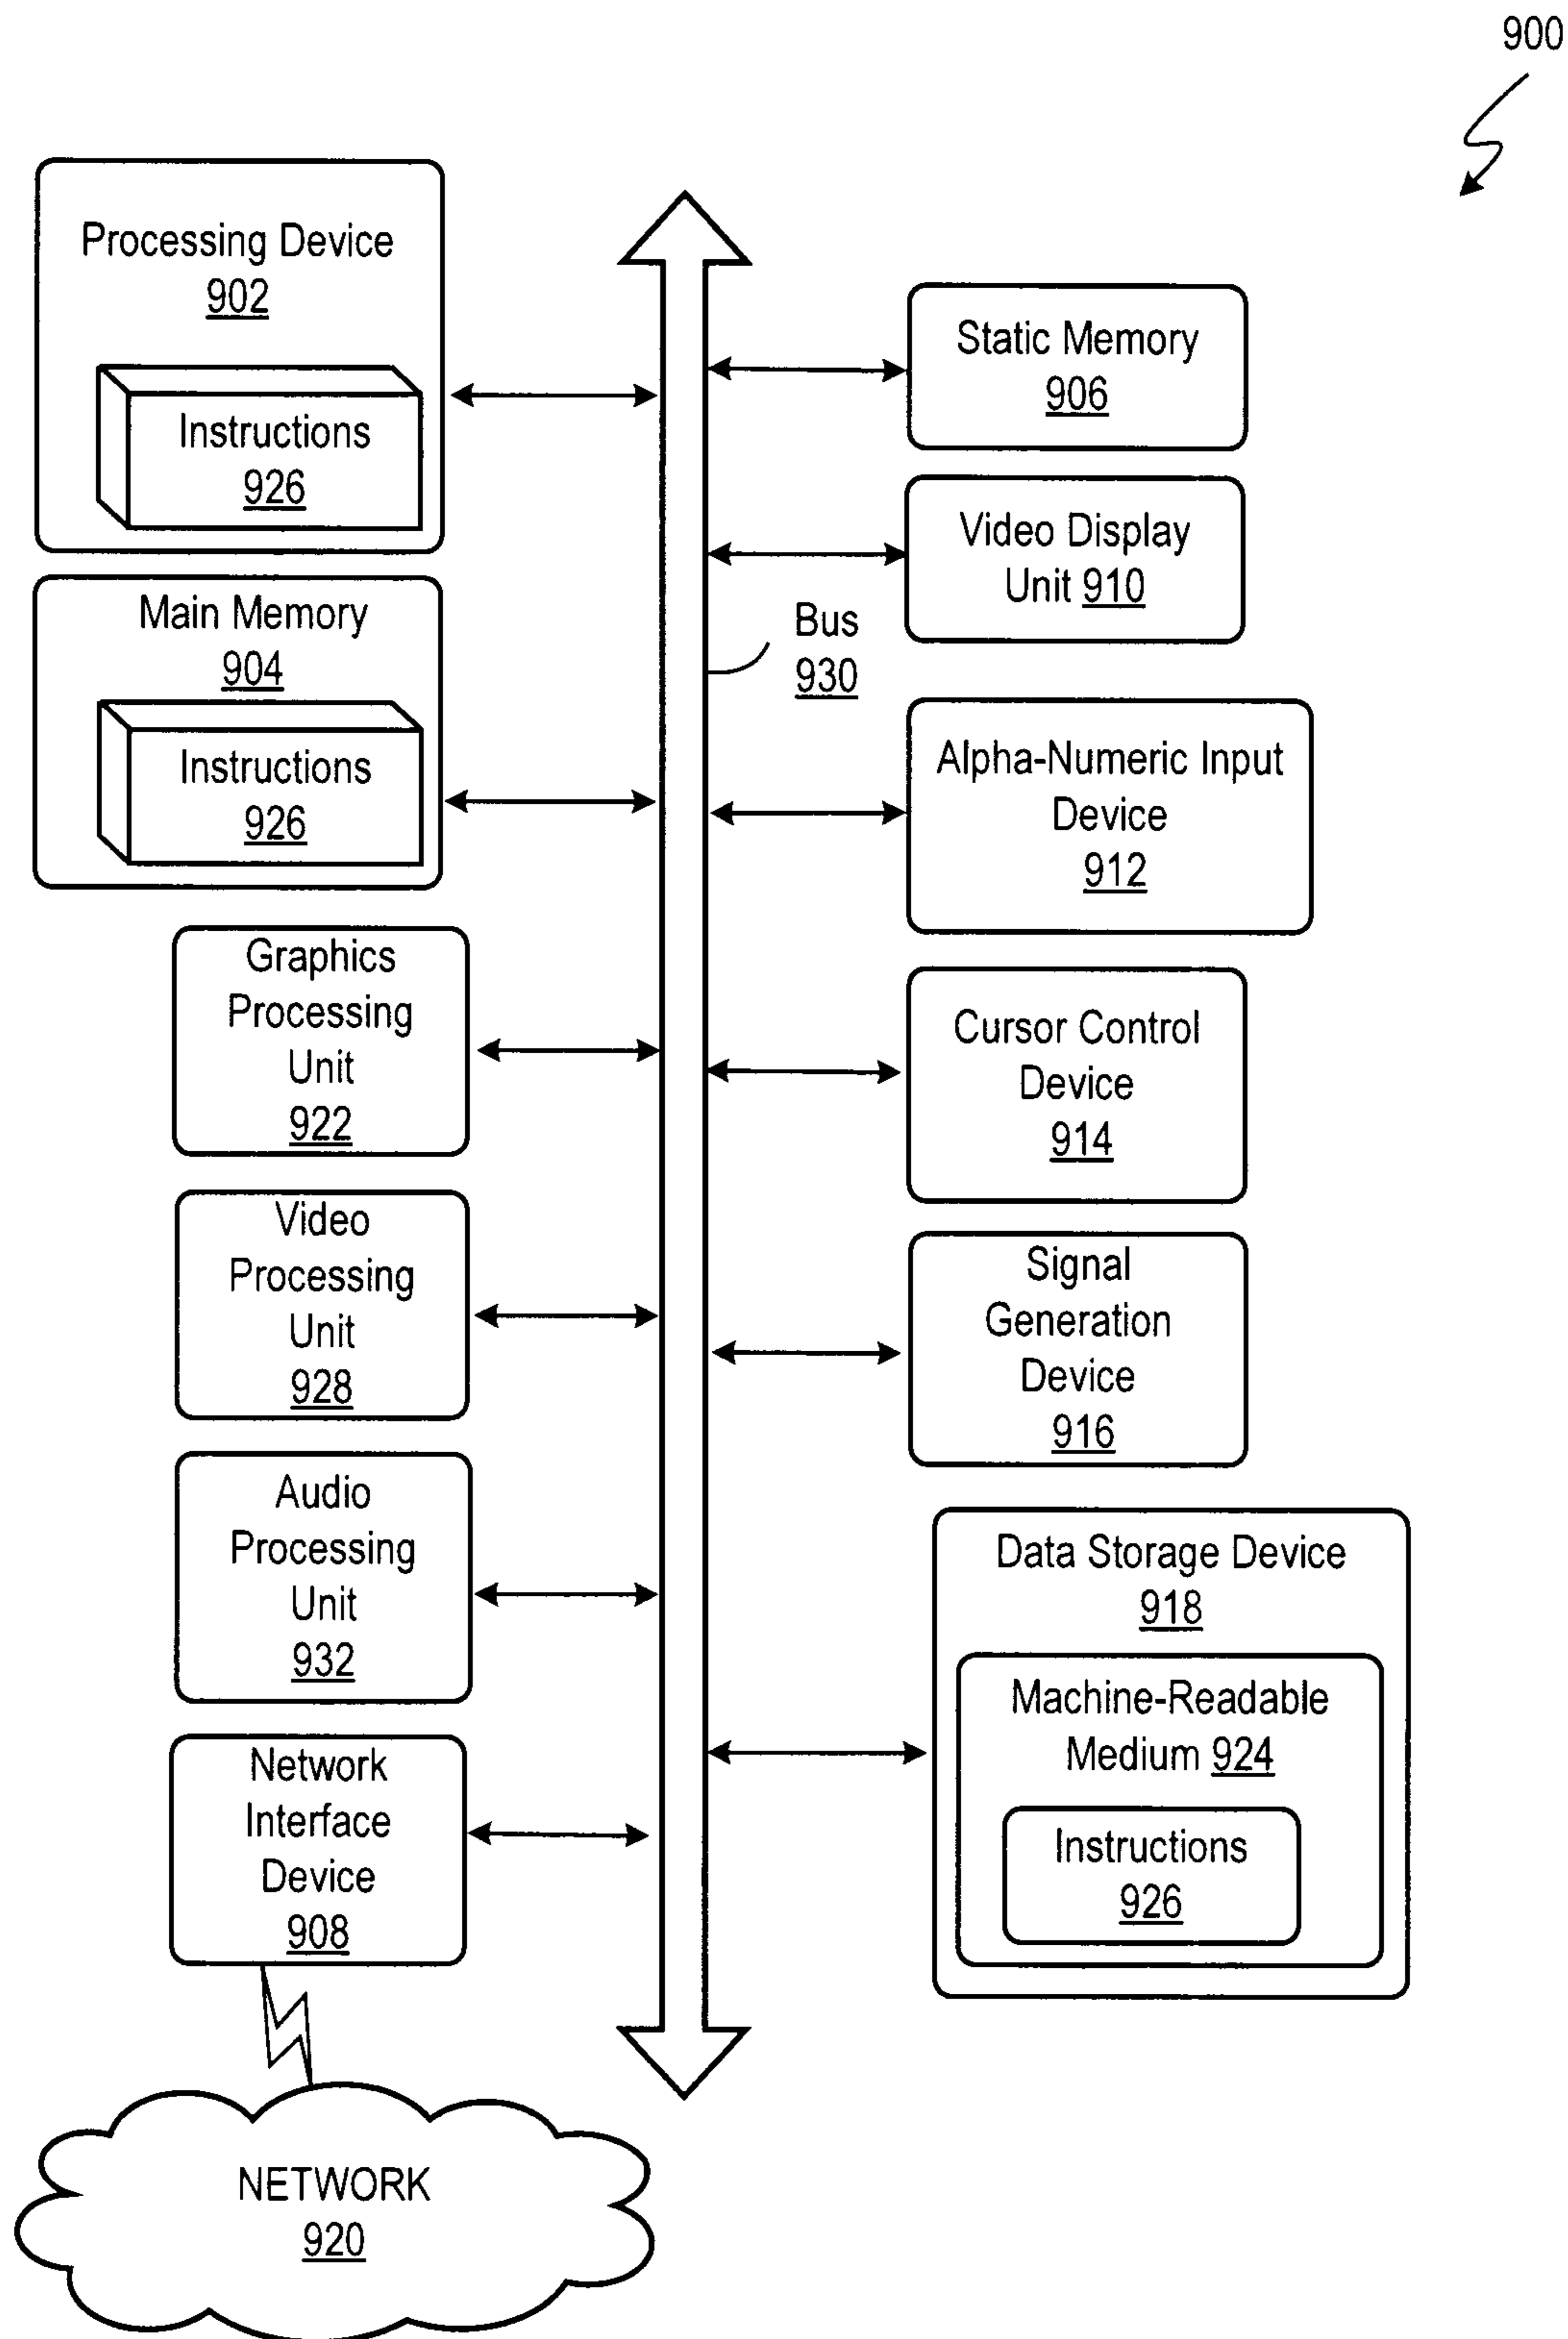 900
Processing Device
902
Instructions
926
Main Memory
904
Instructions
926
Graphics
Processing
Unit
922
Video
Processing
Unit
928
Audio
Processing
Unit
932
Network
Interface
Device
908
NETWORK
920
Bus
930
Static Memory
906
Video Display
Unit 910
Alpha-Numeric Input
Device
912
Cursor Control
Device
914
Signal
Generation
Device
916
Data Storage Device
918
Machine-Readable
Medium 924
Instructions
926